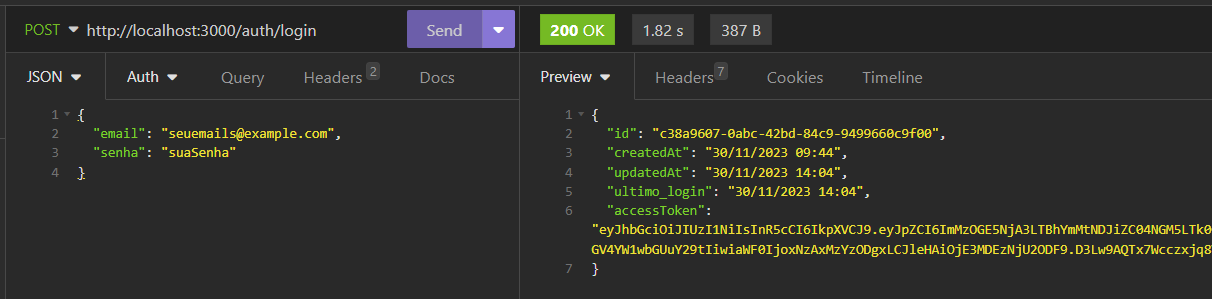 POST http://localhost:3000/auth/login Send
200 OK 1.82 s 387 B
JSON Auth Query Headers 2 Docs
Preview Headers 7 Cookies Timeline
1 {
2 "email": "seuemails@example.com",
3 "senha": "suaSenha"
4 }
1 {
2 "id": "c38a9607-0abc-42bd-84c9-9499660c9f00",
3 "createdAt": "30/11/2023 09:44",
4 "updatedAt": "30/11/2023 14:04",
5 "ultimo_login": "30/11/2023 14:04",
6 "accessToken":
"eyJhbGciOiJIUzI1NiIsInR5cCI6IkpXVCJ9.eyJpZCI6ImMzOGE5NjA3LTBhYmMtNDJiZC04NGM5LTk0
GV4YW1wbGUuY29tIiwiaWF0IjoxNzAxMzYzODgxLCJleHAiOjE3MDEzNjU2ODF9.D3Lw9AQTx7Wcczxjq8
7 }